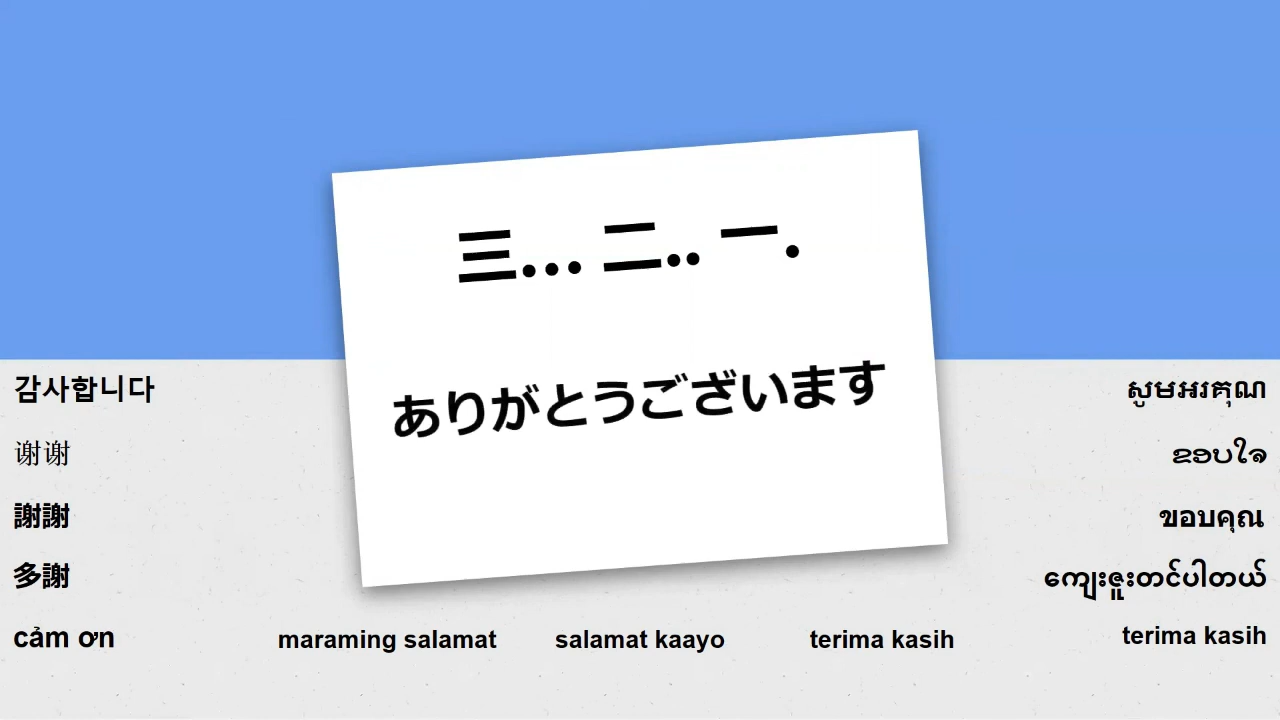 三... 二.. 一.
ありがとうございます
감사합니다
谢谢
謝謝
多謝
cảm ơn
maraming salamat
salamat kaayo
terima kasih
សូមអរគុណ
ຂອບໃຈ
ขอบคุณ
ကျေးဇူးတင်ပါတယ်
terima kasih